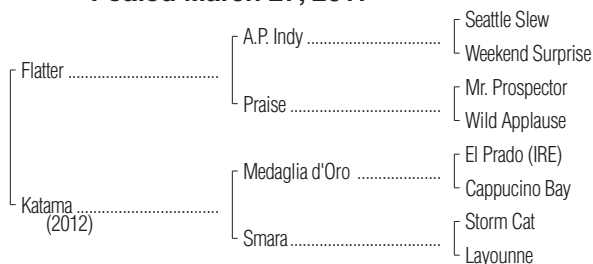 Foaled March 27, 2017
Seattle Slew
A.P. Indy
Weekend Surprise
Flatter
Mr. Prospector
Praise
Wild Applause
El Prado (IRE)
Medaglia d'Oro
Cappucino Bay
Katama
(2012)
Storm Cat
Smara
Layounne